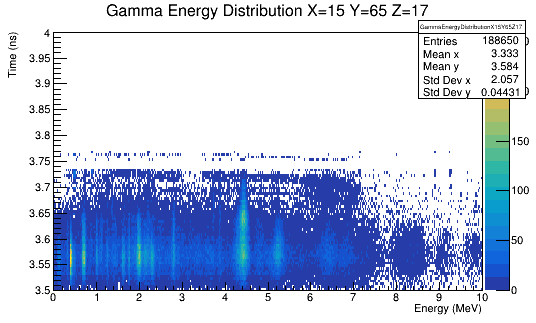 Gamma Energy Distribution X=15 Y=65 Z=17
GammaEnergyDistributionX15Y65Z17
Entries 188650
Mean x 3.333
Mean y 3.584
Std Dev x 2.057
Std Dev y 0.04431
Time (ns)
4
3.95
3.9
3.85
3.8
3.75
3.7
3.65
3.6
3.55
3.5
0 1 2 3 4 5 6 7 8 9 10
Energy (MeV)
150
100
50
0